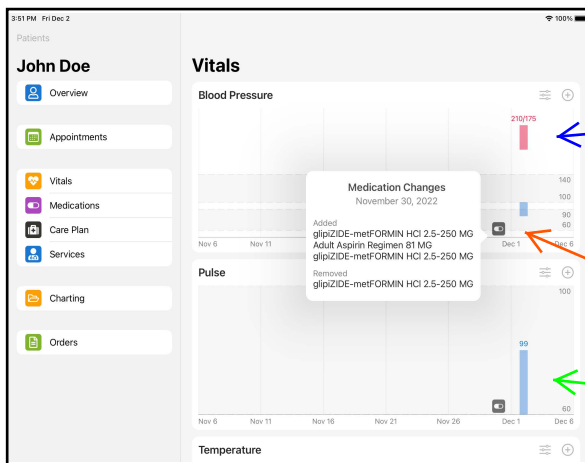 3:51 PM Fri Dec 2
100%
Patients
John Doe
Overview
Appointments
Vitals
Medications
Care Plan
Services
Charting
Orders
Vitals
Blood Pressure
210/175
140
100
90
60
Nov 6 Nov 11 Dec 1 Dec 6
Medication Changes
November 30, 2022
Added
glipiZIDE-metFORMIN HCl 2.5-250 MG
Adult Aspirin Regimen 81 MG
glipiZIDE-metFORMIN HCl 2.5-250 MG
Removed
glipiZIDE-metFORMIN HCl 2.5-250 MG
Pulse
100
99
60
Nov 6 Nov 11 Nov 16 Nov 21 Nov 26 Dec 1 Dec 6
Temperature